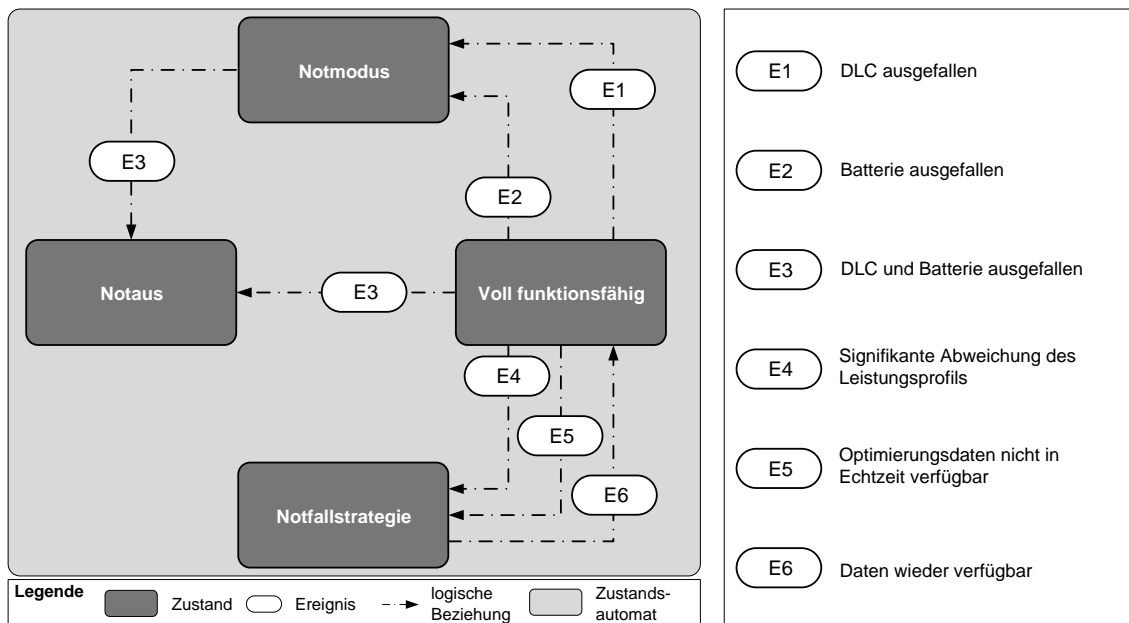 Notmodus
E1
E3
E2
Notaus
E3
Voll funktionsfähig
E4
E5
E6
Notfallstrategie
E1
DLC ausgefallen
E2
Batterie ausgefallen
E3
DLC und Batterie ausgefallen
E4
Signifikante Abweichung des
Leistungsprofils
E5
Optimierungsdaten nicht in
Echtzeit verfügbar
E6
Daten wieder verfügbar
Legende
Zustand
Ereignis
logische
Beziehung
Zustands-
automat